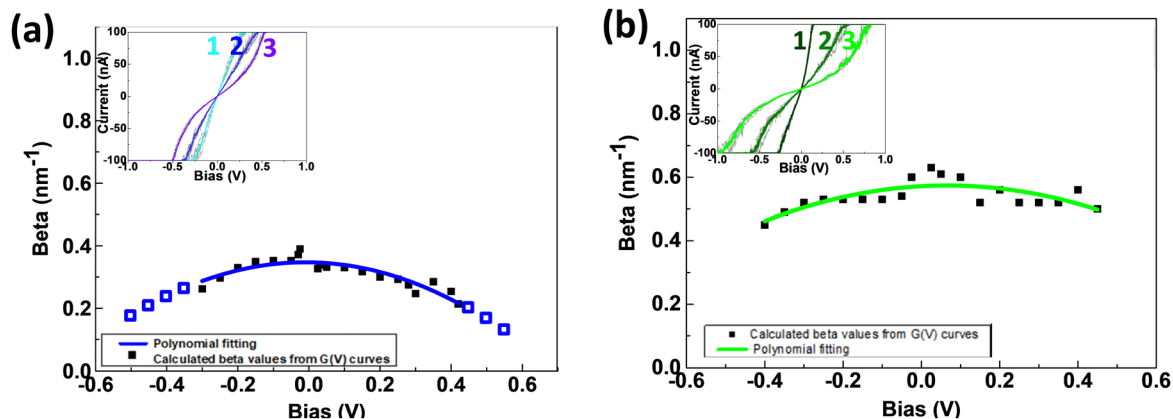 (a)
1.0
0.8
0.6
0.4
0.2
0.0
Beta (nm⁻¹)
-0.6 -0.4 -0.2 0.0 0.2 0.4 0.6
Bias (V)
100
50
0
-50
-100
Current (nA)
-1.0 -0.5 0.0 0.5 1.0
Bias (V)
1 2 3
Polynomial fitting
Calculated beta values from G(V) curves
(b)
1.0
0.8
0.6
0.4
0.2
0.0
Beta (nm⁻¹)
-0.6 -0.4 -0.2 0.0 0.2 0.4 0.6
Bias (V)
100
50
0
-50
-100
Current (nA)
-1.0 -0.5 0.0 0.5 1.0
Bias (V)
1 2 3
Calculated beta values from G(V) curves
Polynomial fitting